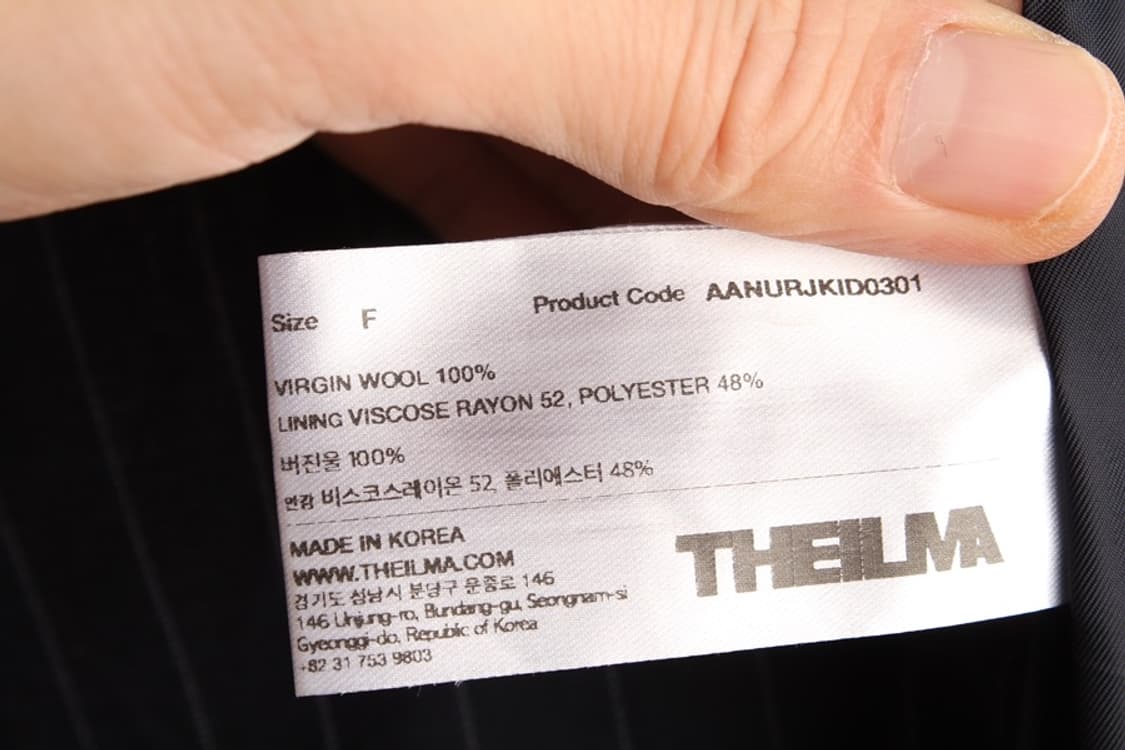 Size F Product Code AANURJKID0301
VIRGIN WOOL 100%
LINING VISCOSE RAYON 52, POLYESTER 48%
버진울 100%
안감 비스코스레이온 52, 폴리에스터 48%
MADE IN KOREA
WWW.THEILMA.COM
경기도 성남시 분당구 운중로 146
146 Unjung-ro, Bundang-gu, Seongnam-si
Gyeonggi-do, Republic of Korea
+82 31 753 9803
THEILMA